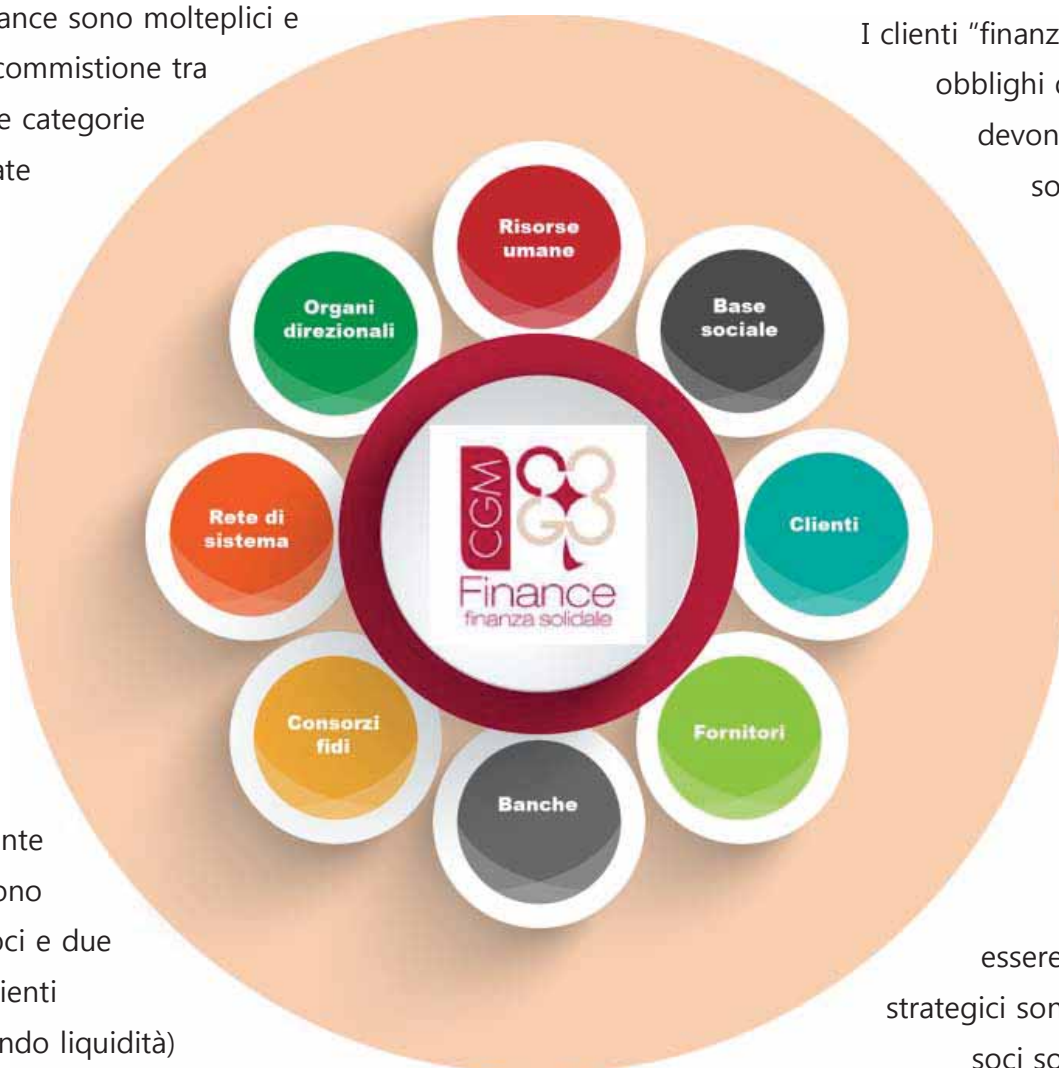 ance sono molteplici e
commistione tra
e categorie
ate
I clienti "finanz
obblighi
devon
so
Risorse
umane
Organi
direzionali
Base
sociale
Rete di
sistema
CGM
Finance
finanza solidale
Clienti
Consorzi
fidi
Fornitori
Banche
nte
ono
oci e due
ienti
ndo liquidità)
essere
strategici son
soci so